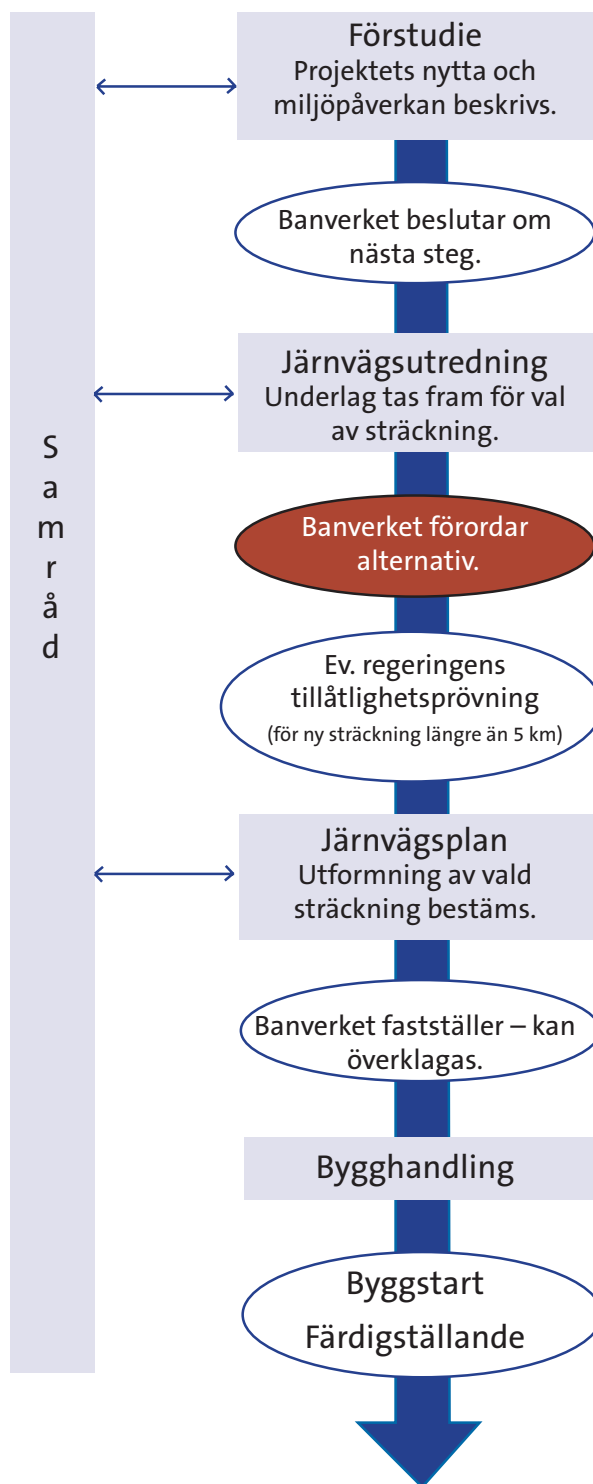 Förstudie
Projektets nytta och
miljöpåverkan beskrivs.
Banverket beslutar om
nästa steg.
Järnvägsutredning
Underlag tas fram för val
av sträckning.
Samråd
Banverket förordar
alternativ.
Ev. regeringens
tillåtlighetsprövning
(för ny sträckning längre än 5 km)
Järnvägsplan
Utformning av vald
sträckning bestäms.
Banverket fastställer – kan
överklagas.
Bygghandling
Byggstart
Färdigställande